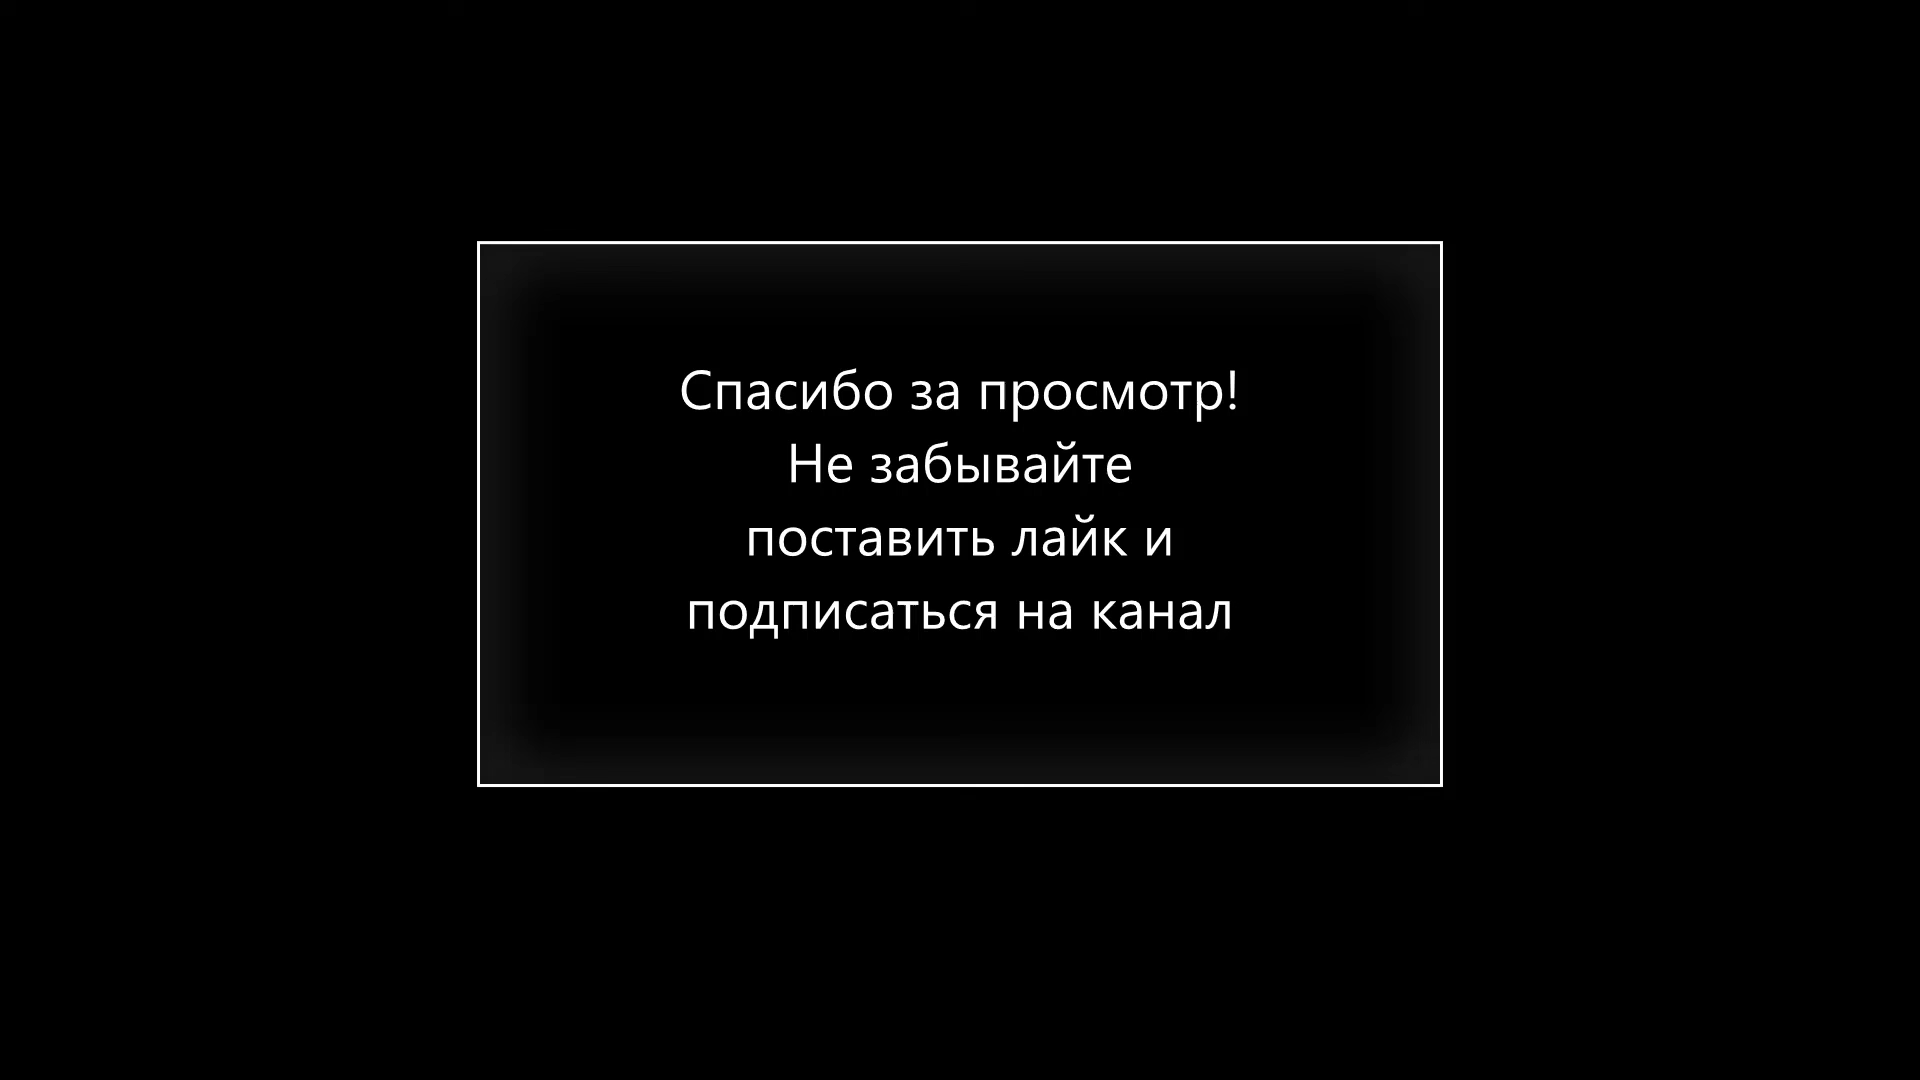 Спасибо за просмотр!
Не забывайте
поставить лайк и
подписаться на канал